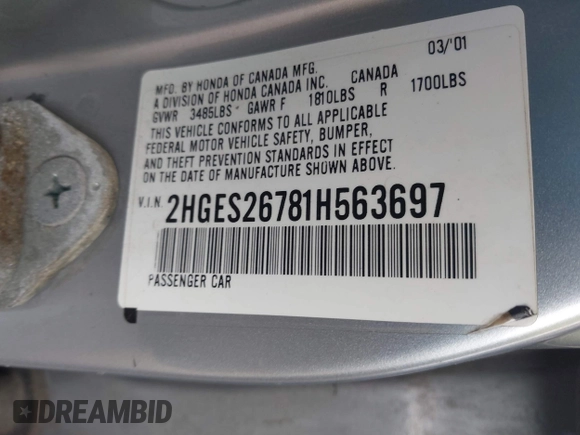 03/'01
MFD. BY HONDA OF CANADA MFG.
A DIVISION OF HONDA CANADA INC. CANADA
GVWR 3485LBS GAWR F 1810LBS R 1700LBS
THIS VEHICLE CONFORMS TO ALL APPLICABLE
FEDERAL MOTOR VEHICLE SAFETY, BUMPER,
AND THEFT PREVENTION STANDARDS IN EFFECT
ON THE DATE OF MANUFACTURE SHOWN ABOVE.
V.I.N. 2HGES26781H563697
PASSENGER CAR
DREAMBID